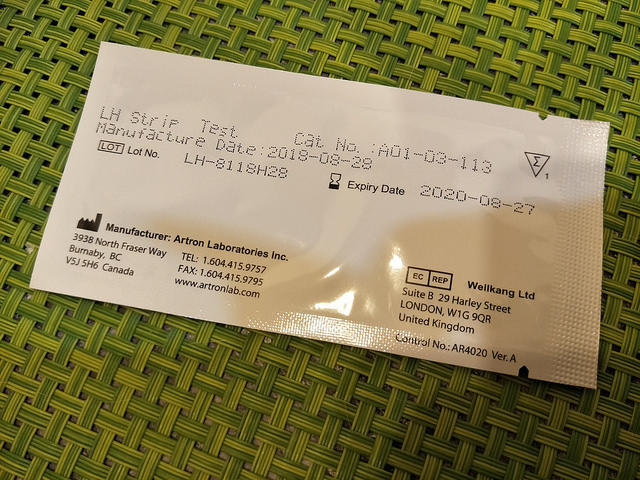 LH Strip Test Cat No.:A01-03-113
Manufacture Date:2018-08-28
LOT Lot No. LH-8118H28
Expiry Date 2020-08-27
Σ 1
Manufacturer: Artron Laboratories Inc.
3938 North Fraser Way
Burnaby, BC
V5J 5H6 Canada
TEL: 1.604.415.9757
FAX: 1.604.415.9795
www.artronlab.com
EC REP Wellkang Ltd
Suite B 29 Harley Street
LONDON, W1G 9QR
United Kingdom
Control No.: AR4020 Ver. A